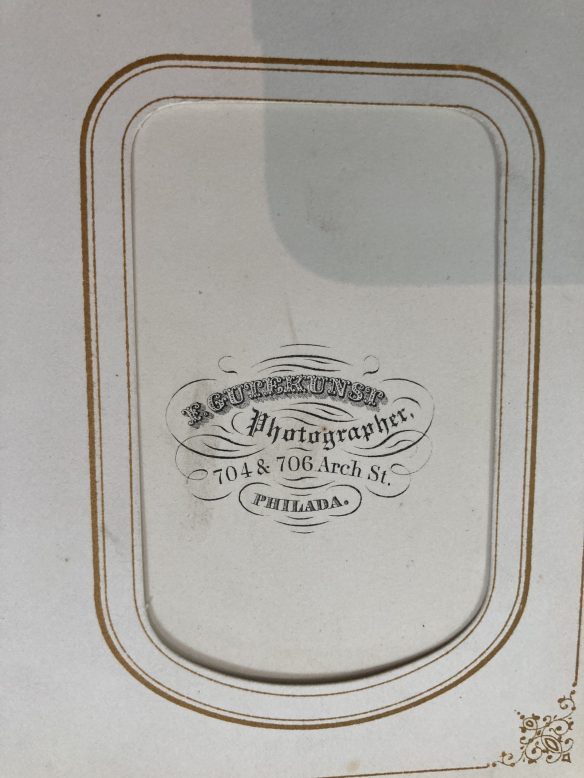 F. GUTEKUNST
Photographer,
704 & 706 Arch St.
PHILADA.